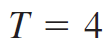 T = 4